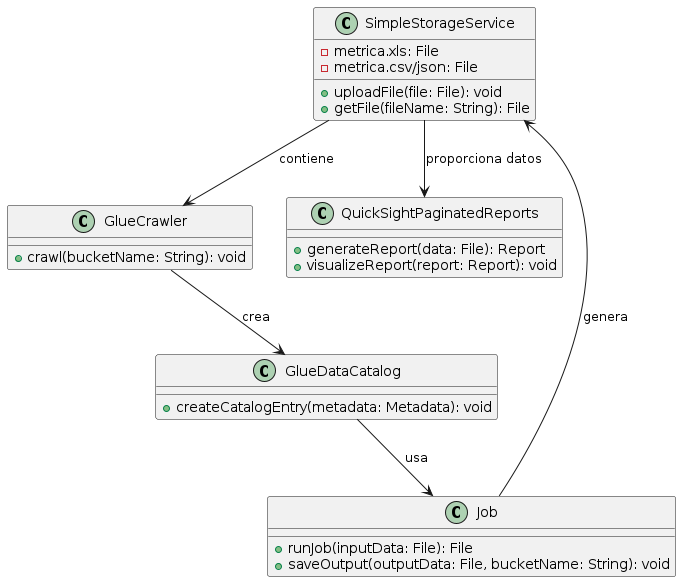 C SimpleStorageService
metrica.xls: File
metrica.csv/json: File
uploadFile(file: File): void
getFile(fileName: String): File
contiene
proporciona datos
C GlueCrawler
crawl(bucketName: String): void
C QuickSightPaginatedReports
generateReport(data: File): Report
visualizeReport(report: Report): void
crea
genera
C GlueDataCatalog
createCatalogEntry(metadata: Metadata): void
usa
C Job
runJob(inputData: File): File
saveOutput(outputData: File, bucketName: String): void